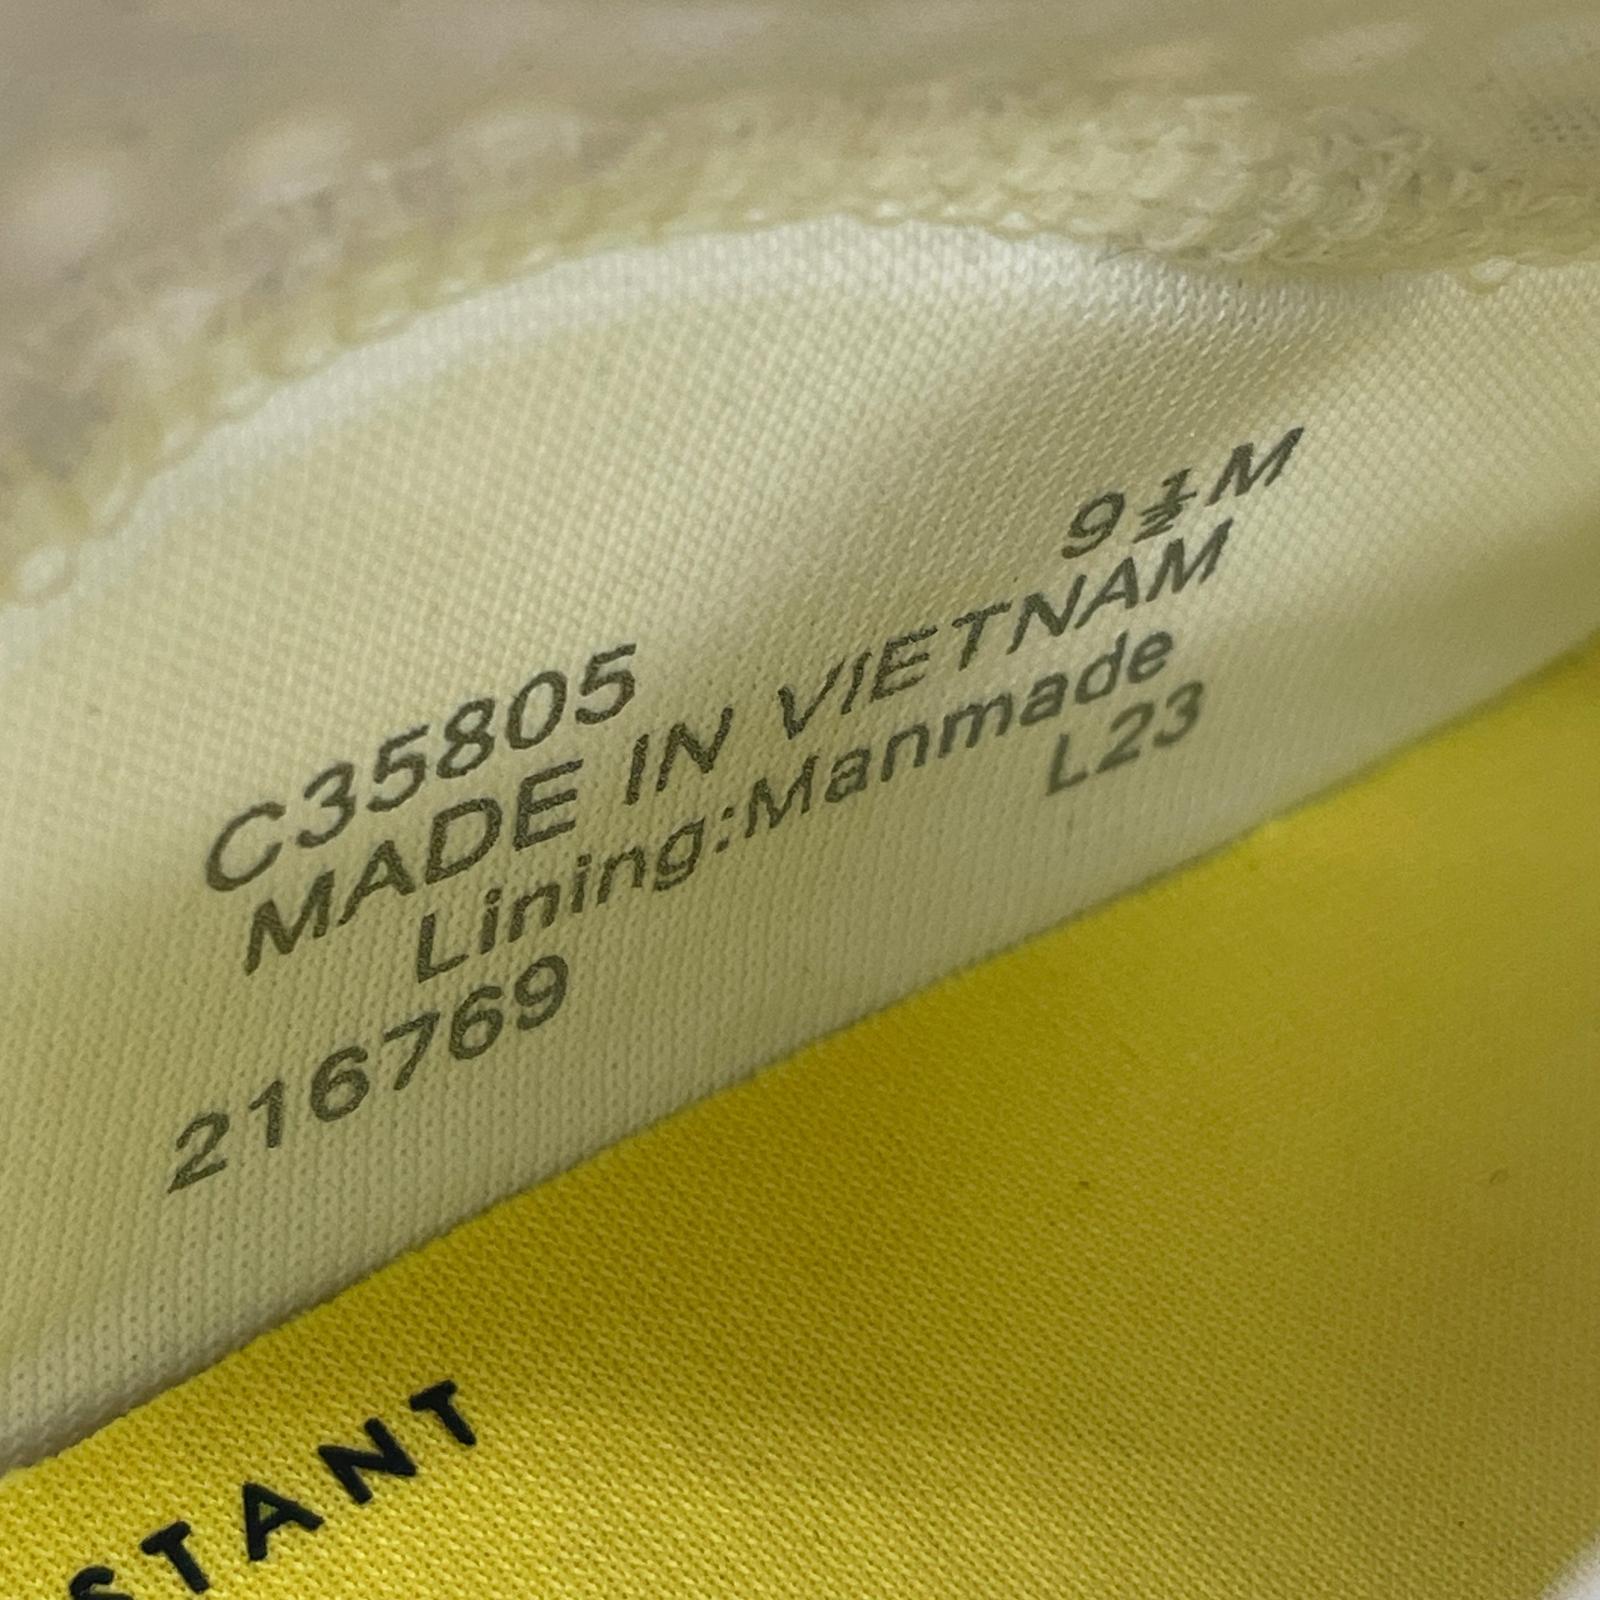 C35805 9½M
MADE IN VIETNAM
Lining:Manmade
216769 L23
STANT